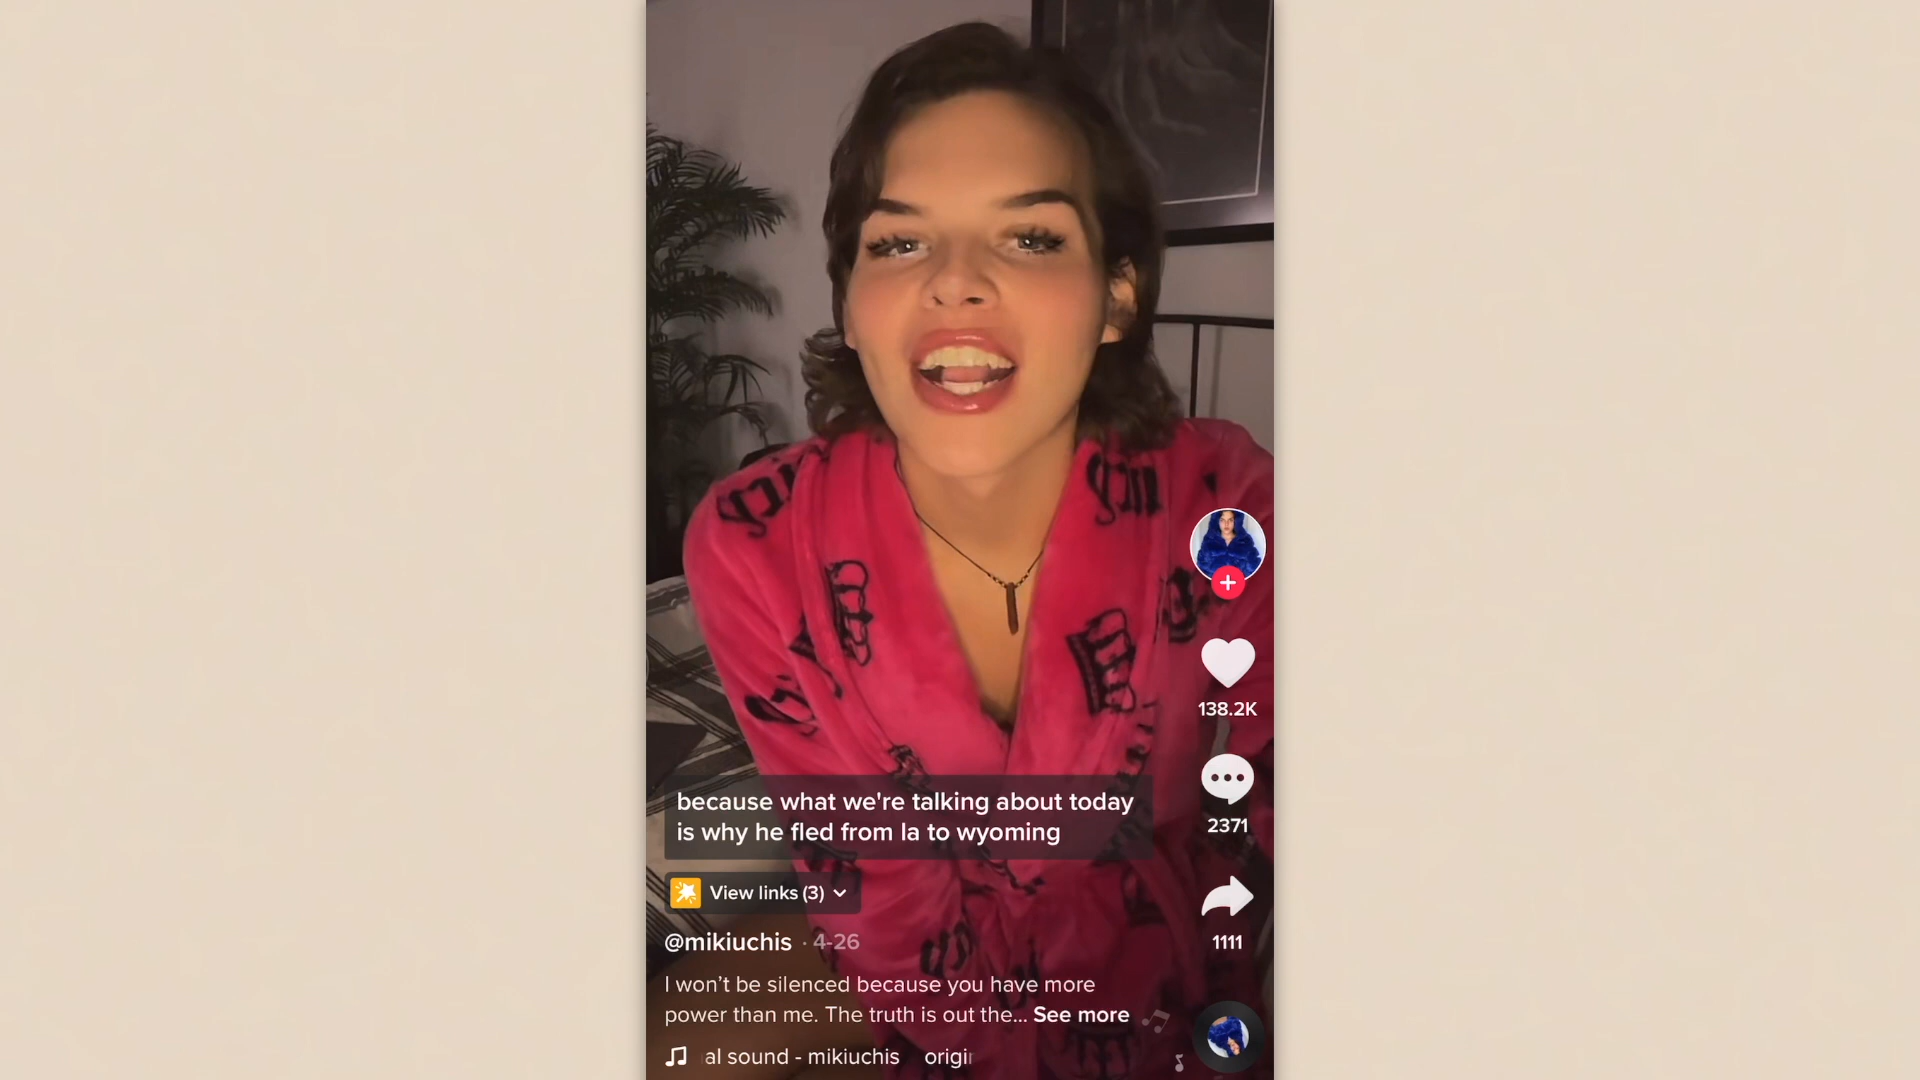 because what we're talking about today
is why he fled from la to wyoming
138.2K
2371
View links (3)
@mikiuchis · 4-26
1111
I won’t be silenced because you have more
power than me. The truth is out the... See more
al sound - mikiuchis origin